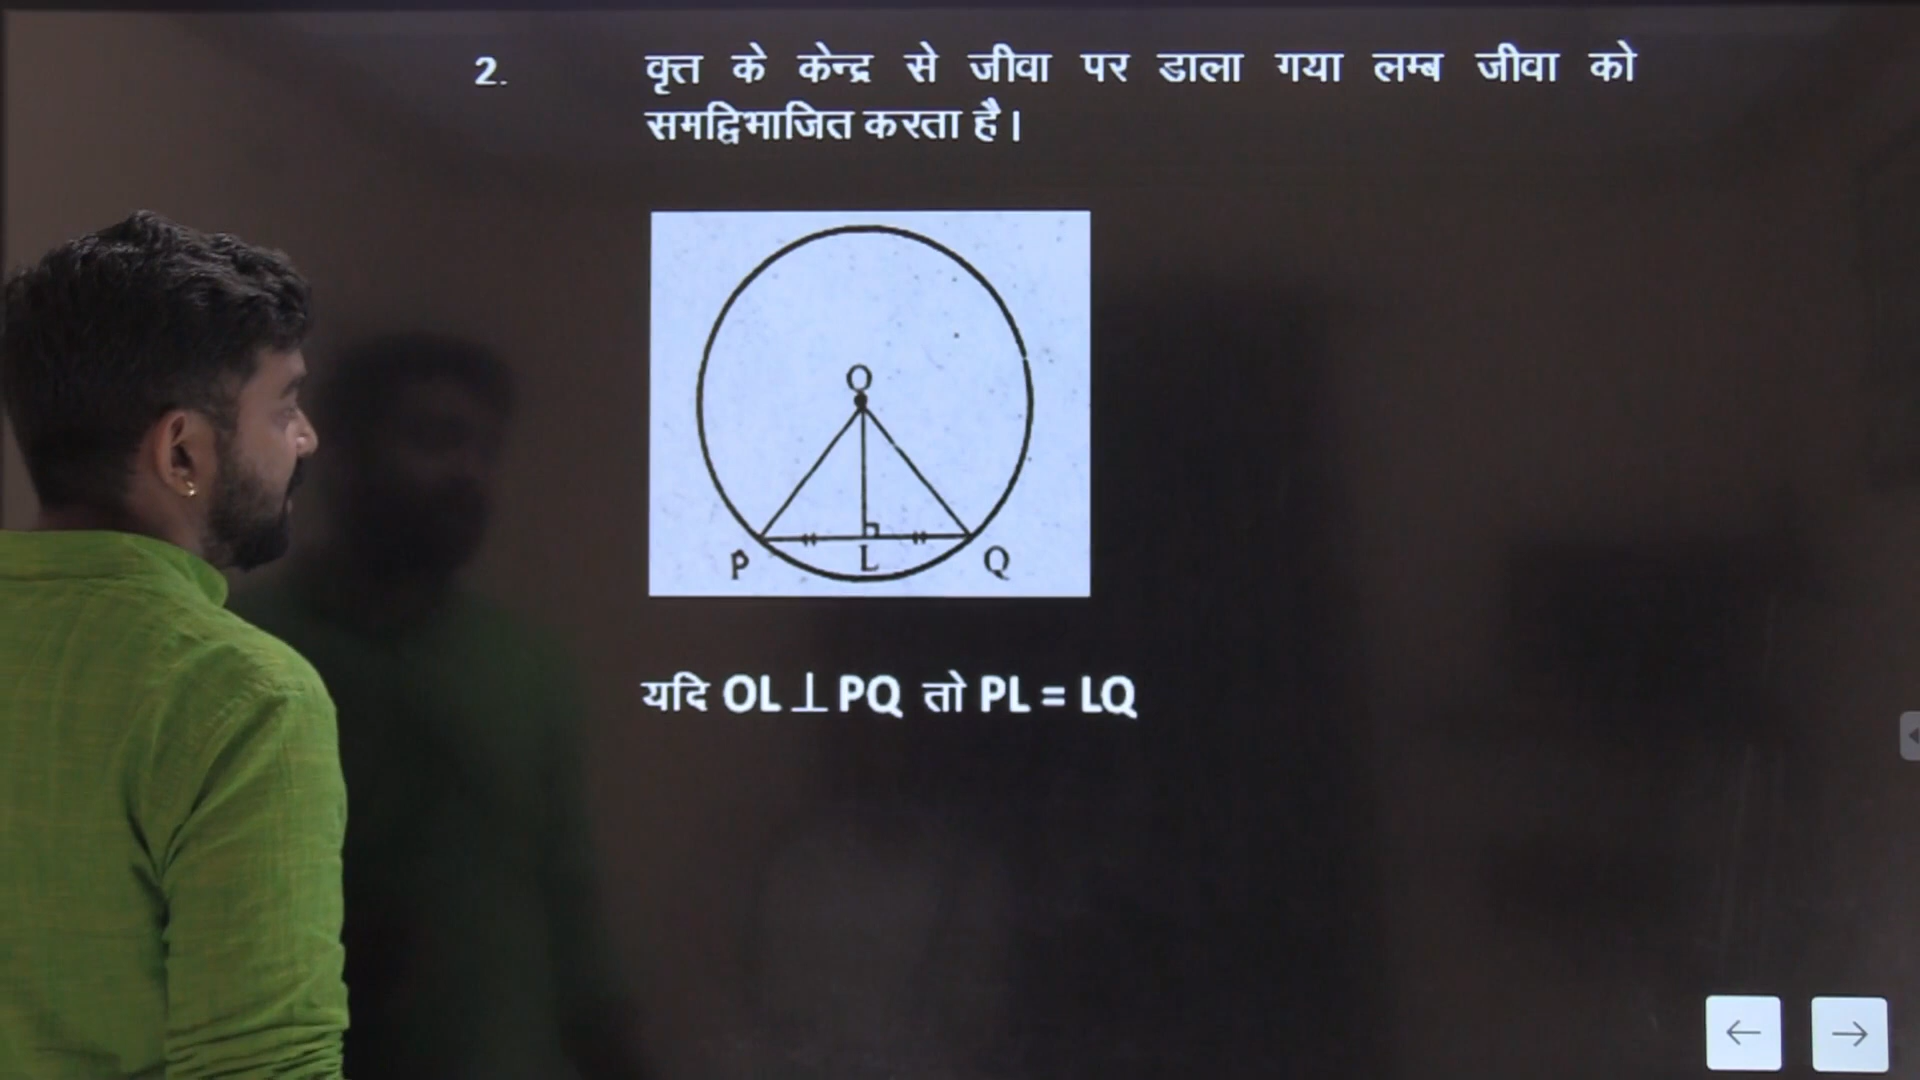 2. वृत्त के केन्द्र से जीवा पर डाला गया लम्ब जीवा को
समद्विभाजित करता है।
O
P L Q
यदि OL ⊥ PQ तो PL = LQ